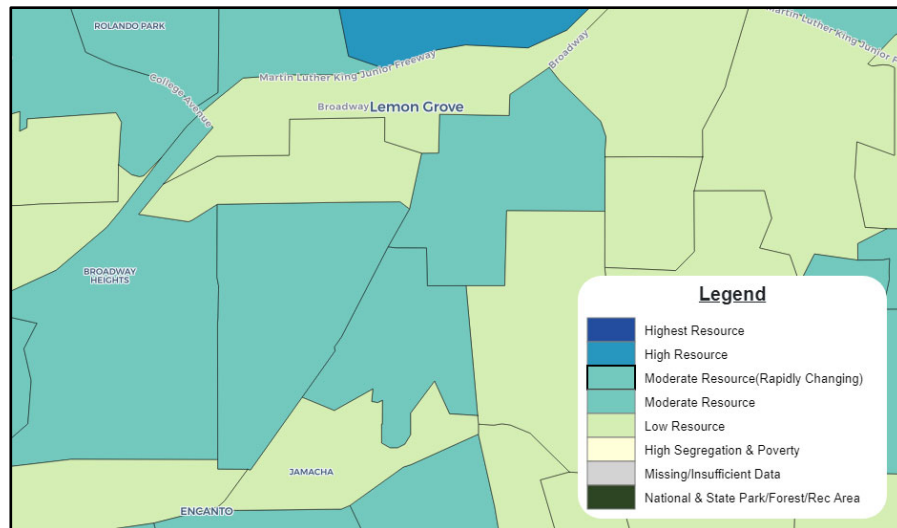 ROLANDO PARK
College Avenue
Martin Luther King Junior Freeway
Broadway
Martin Luther King Junior F
Broadway
Lemon Grove
BROADWAY
HEIGHTS
JAMACHA
ENCANTO
Legend
Highest Resource
High Resource
Moderate Resource(Rapidly Changing)
Moderate Resource
Low Resource
High Segregation & Poverty
Missing/Insufficient Data
National & State Park/Forest/Rec Area